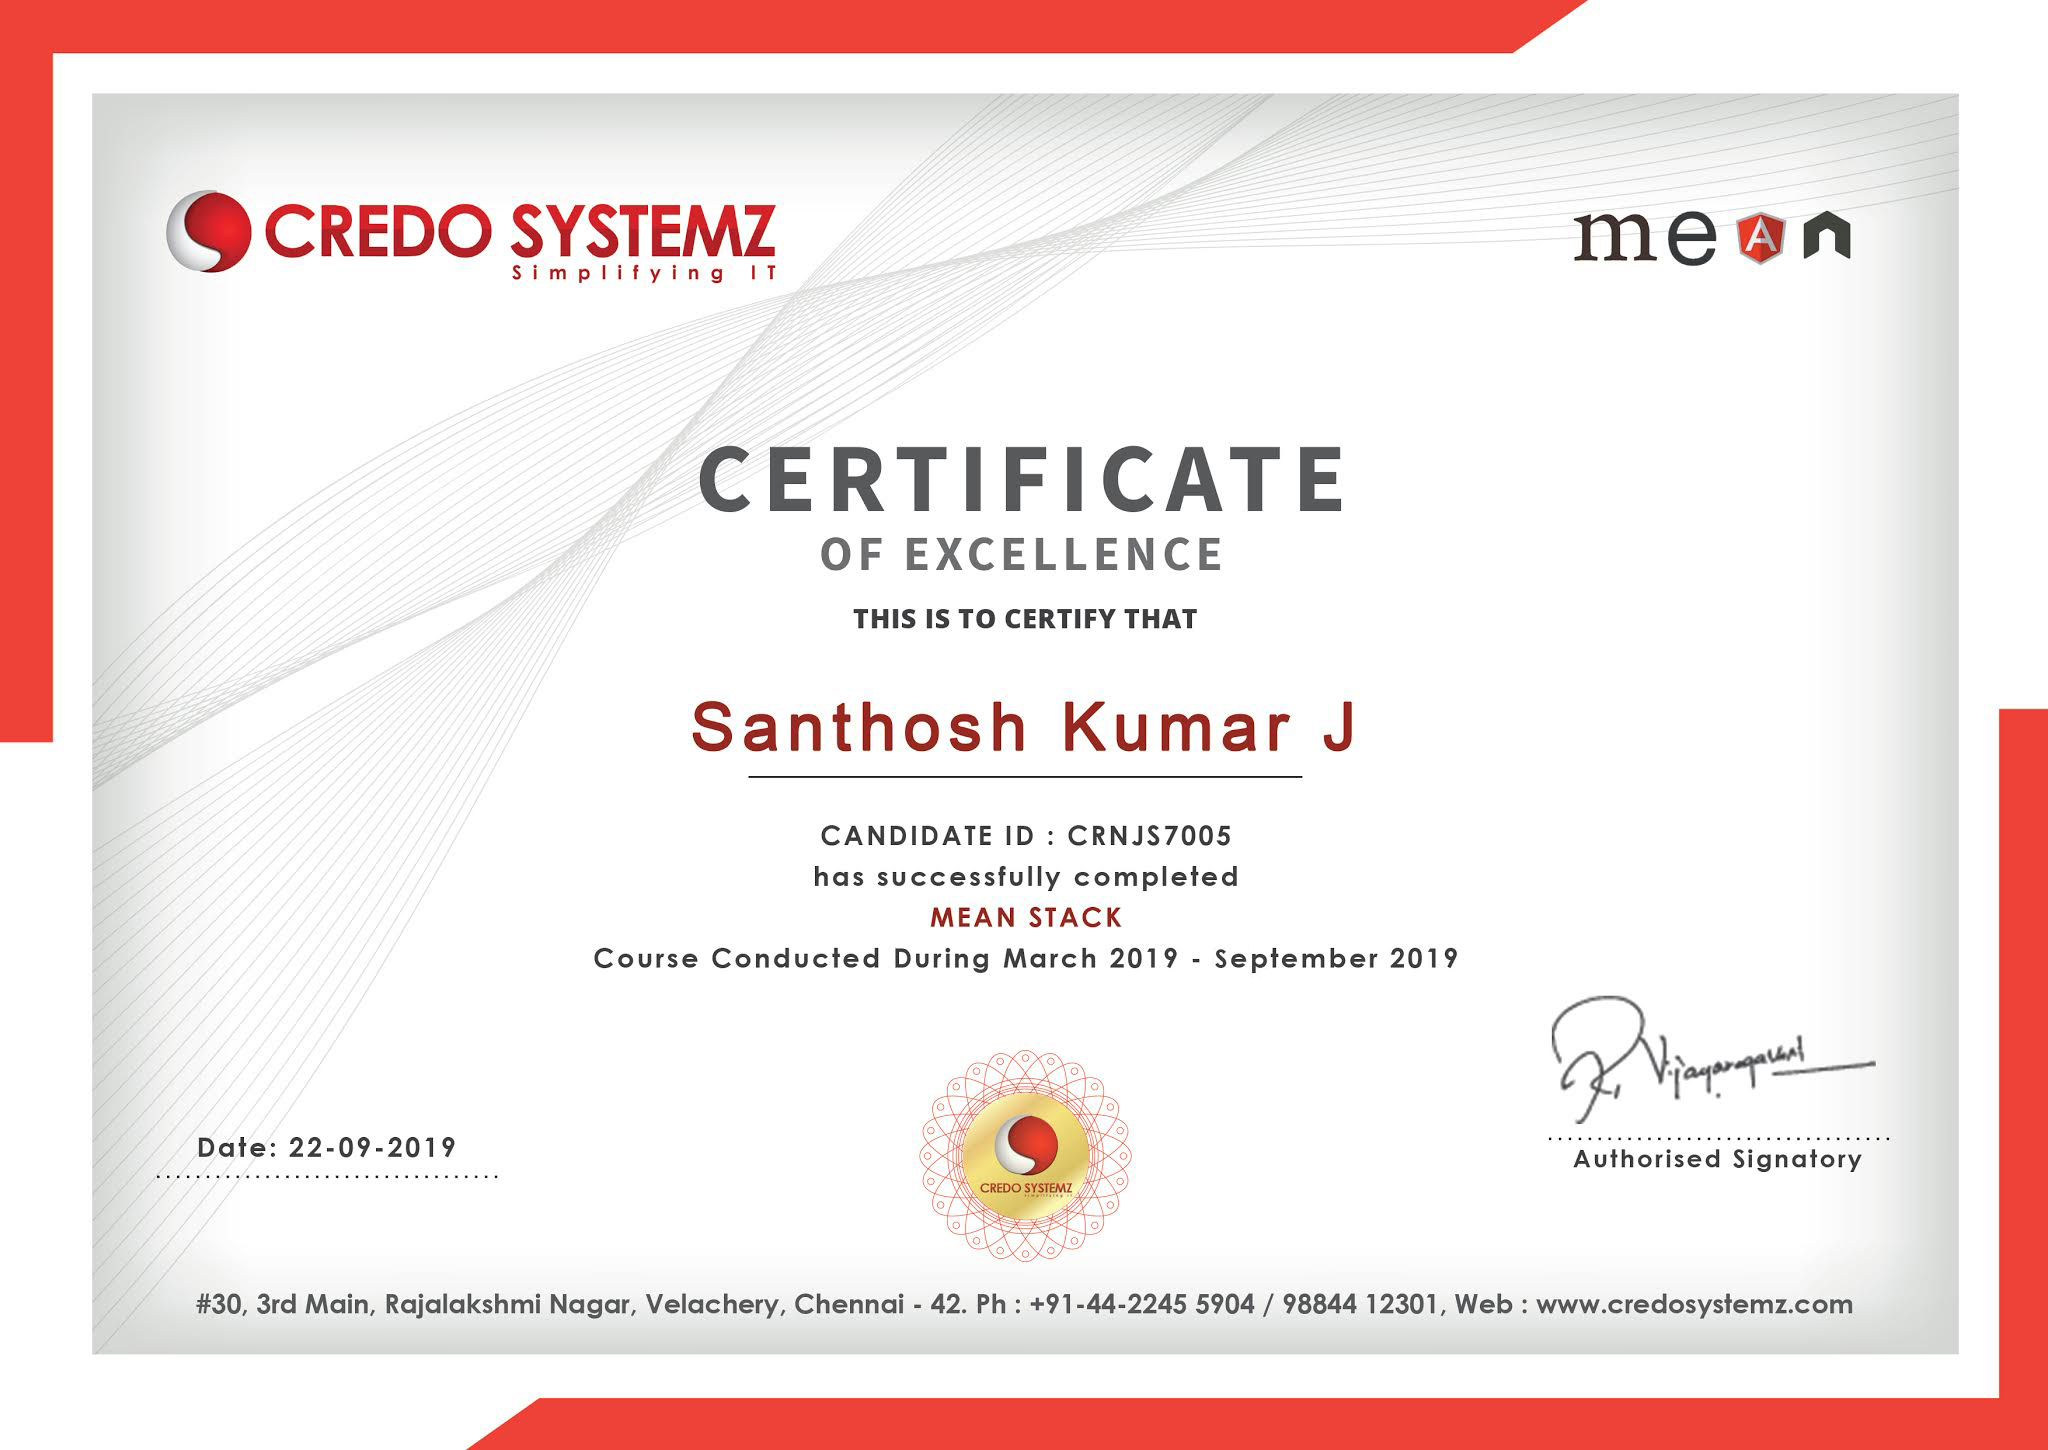 CREDO SYSTEMZ
Simplifying IT
mean
CERTIFICATE
OF EXCELLENCE
THIS IS TO CERTIFY THAT
Santhosh Kumar J
CANDIDATE ID : CRNJS7005
has successfully completed
MEAN STACK
Course Conducted During March 2019 - September 2019
R. Vijayaragavan
Date: 22-09-2019
Authorised Signatory
CREDO SYSTEMZ
Simplifying IT
#30, 3rd Main, Rajalakshmi Nagar, Velachery, Chennai - 42. Ph : +91-44-2245 5904 / 98844 12301, Web : www.credosystemz.com